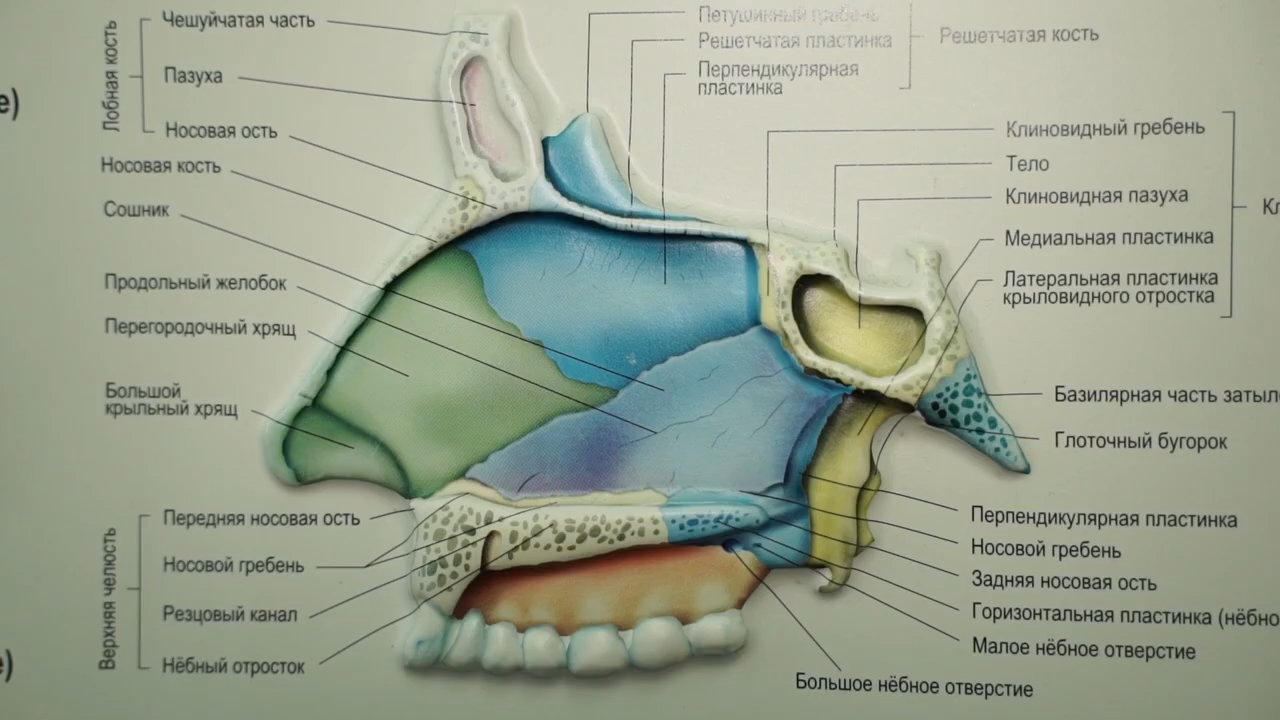 е)
Лобная кость
Чешуйчатая часть
Пазуха
Носовая ость
Носовая кость
Сошник
Продольный желобок
Перегородочный хрящ
Большой
крыльный хрящ
Верхняя челюсть
Передняя носовая ость
Носовой гребень
Резцовый канал
Нёбный отросток
е)
Петушиный гребень
Решетчатая пластинка
Перпендикулярная
пластинка
Решетчатая кость
Клиновидный гребень
Тело
Клиновидная пазуха
Медиальная пластинка
Латеральная пластинка
крыловидного отростка
Кл
Базилярная часть затыл
Глоточный бугорок
Перпендикулярная пластинка
Носовой гребень
Задняя носовая ость
Горизонтальная пластинка (нёбно
Малое нёбное отверстие
Большое нёбное отверстие